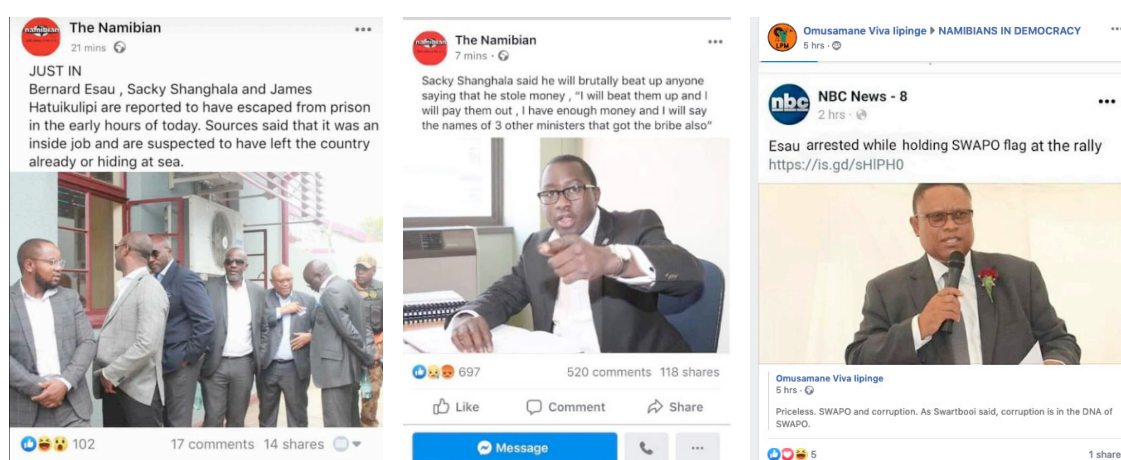 The Namibian
21 mins
JUST IN
Bernard Esau , Sacky Shanghala and James
Hatuikulipi are reported to have escaped from prison
in the early hours of today. Sources said that it was an
inside job and are suspected to have left the country
already or hiding at sea.
102
17 comments 14 shares
The Namibian
7 mins
Sacky Shanghala said he will brutally beat up anyone
saying that he stole money , “I will beat them up and I
will pay them out , I have enough money and I will say
the names of 3 other ministers that got the bribe also”
697
520 comments 118 shares
Like Comment Share
Message
LPM
Omusamane Viva Iipinge NAMIBIANS IN DEMOCRACY
5 hrs
nbc
NBC News - 8
2 hrs
Esau arrested while holding SWAPO flag at the rally
https://is.gd/sHlPH0
Omusamane Viva Iipinge
5 hrs
Priceless. SWAPO and corruption. As Swartbooi said, corruption is in the DNA of
SWAPO.
5
1 share